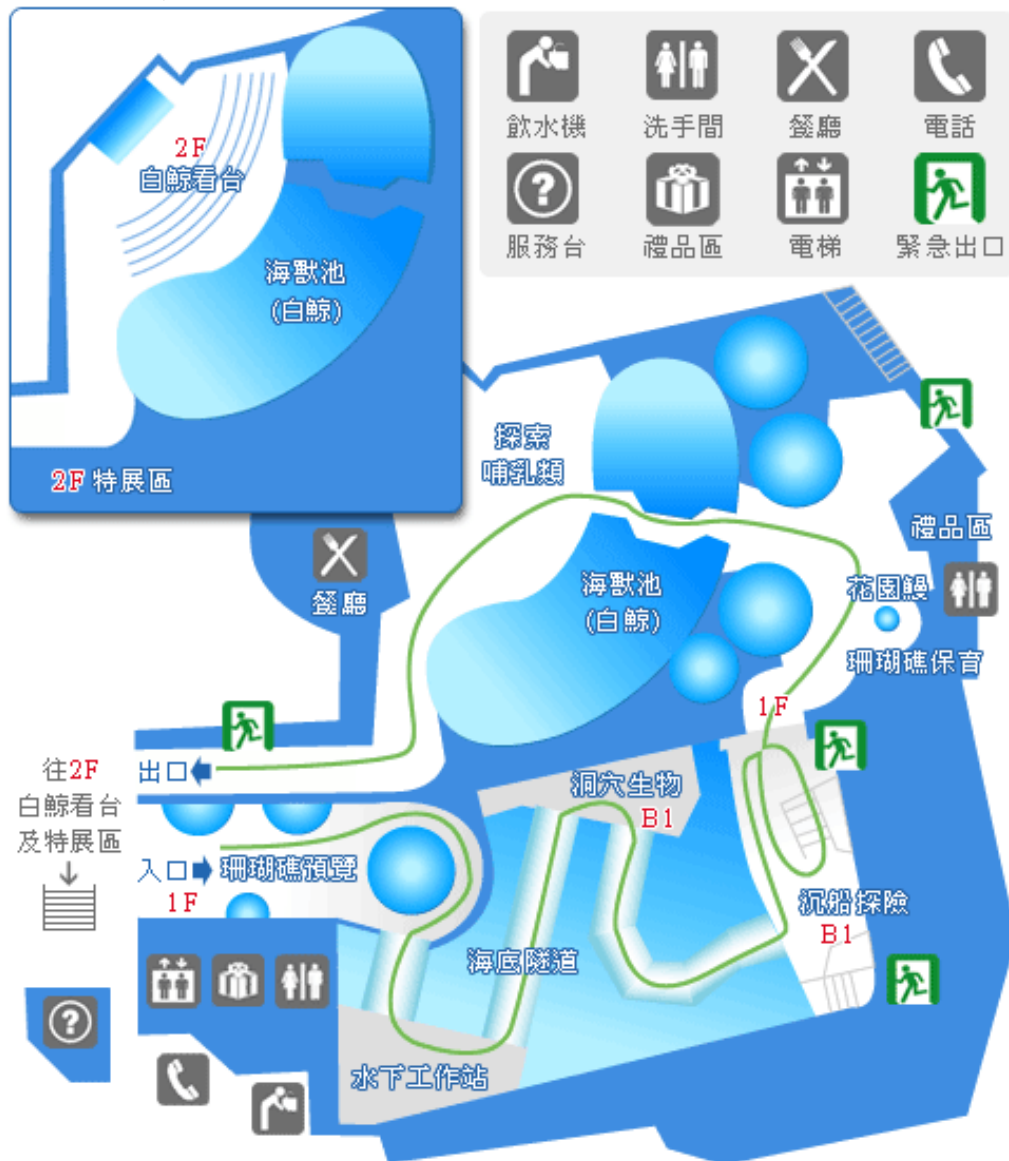 2F
白鯨看台
海獸池
(白鯨)
2F 特展區
飲水機
洗手間
餐廳
電話
服務台
禮品區
電梯
緊急出口
探索
哺乳類
禮品區
餐廳
海獸池
(白鯨)
花園鰻
珊瑚礁保育
1F
往2F
白鯨看台
及特展區
出口
洞穴生物
B1
入口
1F
珊瑚礁預覽
沉船探險
B1
海底隧道
水下工作站